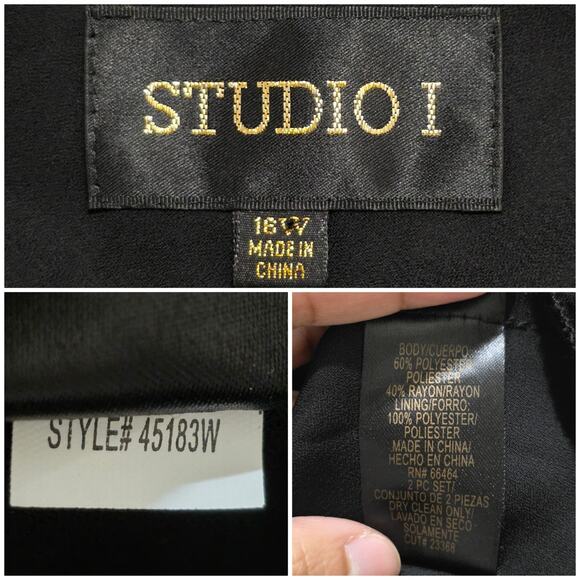 STUDIO I
16W
MADE IN
CHINA
STYLE# 45183W
BODY/CUERPO:
60% POLYESTER/
POLIESTER
40% RAYON/RAYON
LINING/FORRO:
100% POLYESTER/
POLIESTER
MADE IN CHINA/
HECHO EN CHINA
RN# 66464
2 PC SET/
CONJUNTO DE 2 PIEZAS
DRY CLEAN ONLY/
LAVADO EN SECO
SOLAMENTE
CUT# 23368